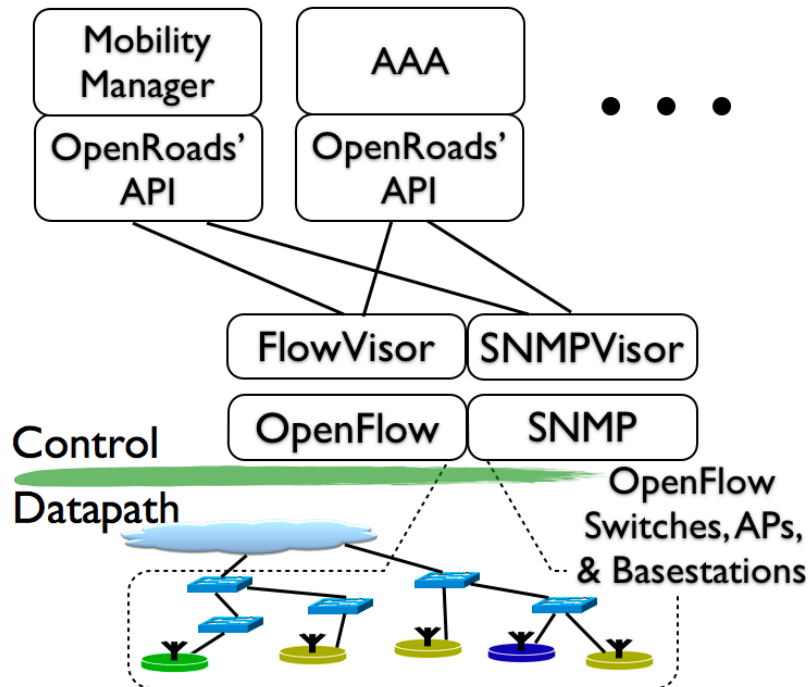 Mobility
Manager
AAA
OpenRoads'
API
OpenRoads'
API
FlowVisor
SNMPVisor
OpenFlow
SNMP
Control
Datapath
OpenFlow
Switches, APs,
& Basestations